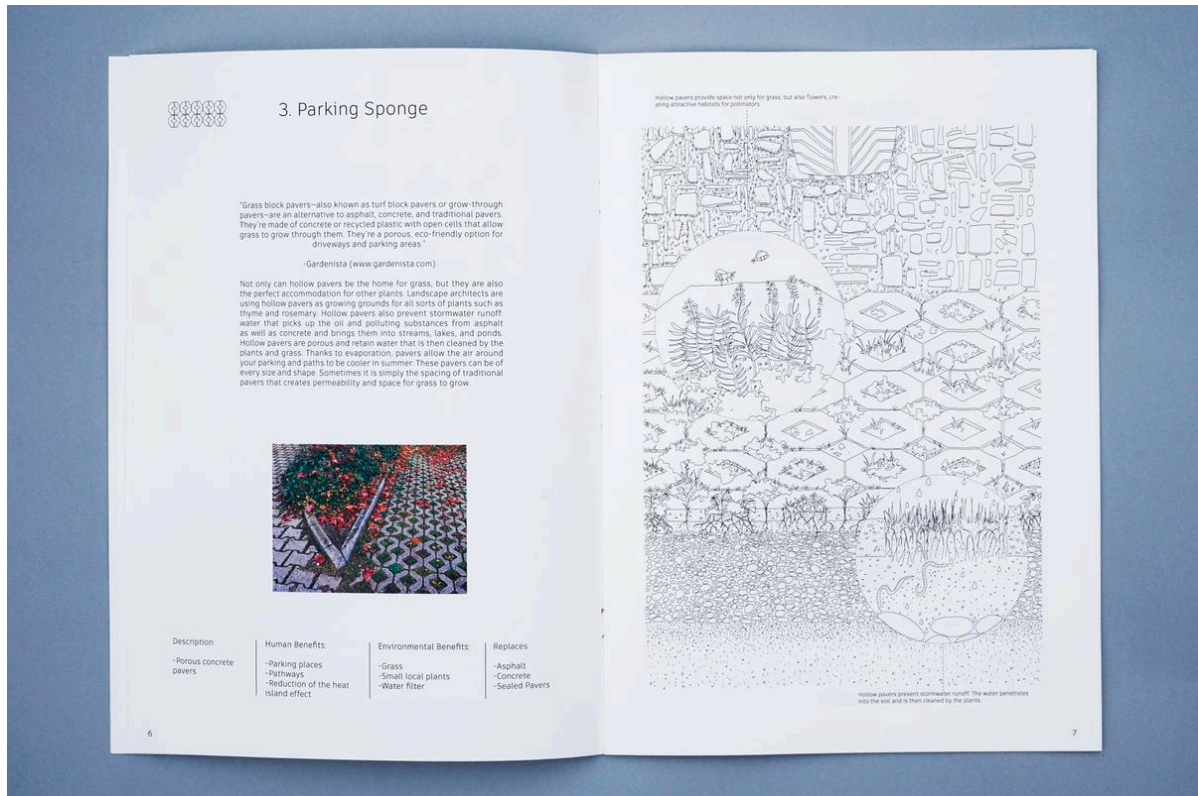 3. Parking Sponge
"Grass block pavers—also known as turf block pavers or grow-through
pavers—are an alternative to asphalt, concrete, and traditional pavers.
They're made of concrete or recycled plastic with open cells that allow
grass to grow through them. They're a porous, eco-friendly option for
driveways and parking areas."
-Gardenista (www.gardenista.com)
Not only can hollow pavers be the home for grass, but they are also
the perfect accommodation for other plants. Landscape architects are
using hollow pavers as growing grounds for all sorts of plants such as
thyme and rosemary. Hollow pavers also prevent stormwater runoff:
water that picks up the oil and polluting substances from asphalt
as well as concrete and brings them into streams, lakes, and ponds.
Hollow pavers are porous and retain water that is then cleaned by the
plants and grass. Thanks to evaporation, pavers allow the air around
your parking and paths to be cooler in summer. These pavers can be of
every size and shape. Sometimes it is simply the spacing of traditional
pavers that creates permeability and space for grass to grow.
Description:
-Porous concrete
pavers
Human Benefits:
-Parking places
-Pathways
-Reduction of the heat
island effect
Environmental Benefits:
-Grass
-Small local plants
-Water filter
Replaces:
-Asphalt
-Concrete
-Sealed Pavers
6
Hollow pavers provide space not only for grass, but also flowers, cre-
ating attractive habitats for pollinators.
Hollow pavers prevent stormwater runoff. The water penetrates
into the soil and is then cleaned by the plants.
7